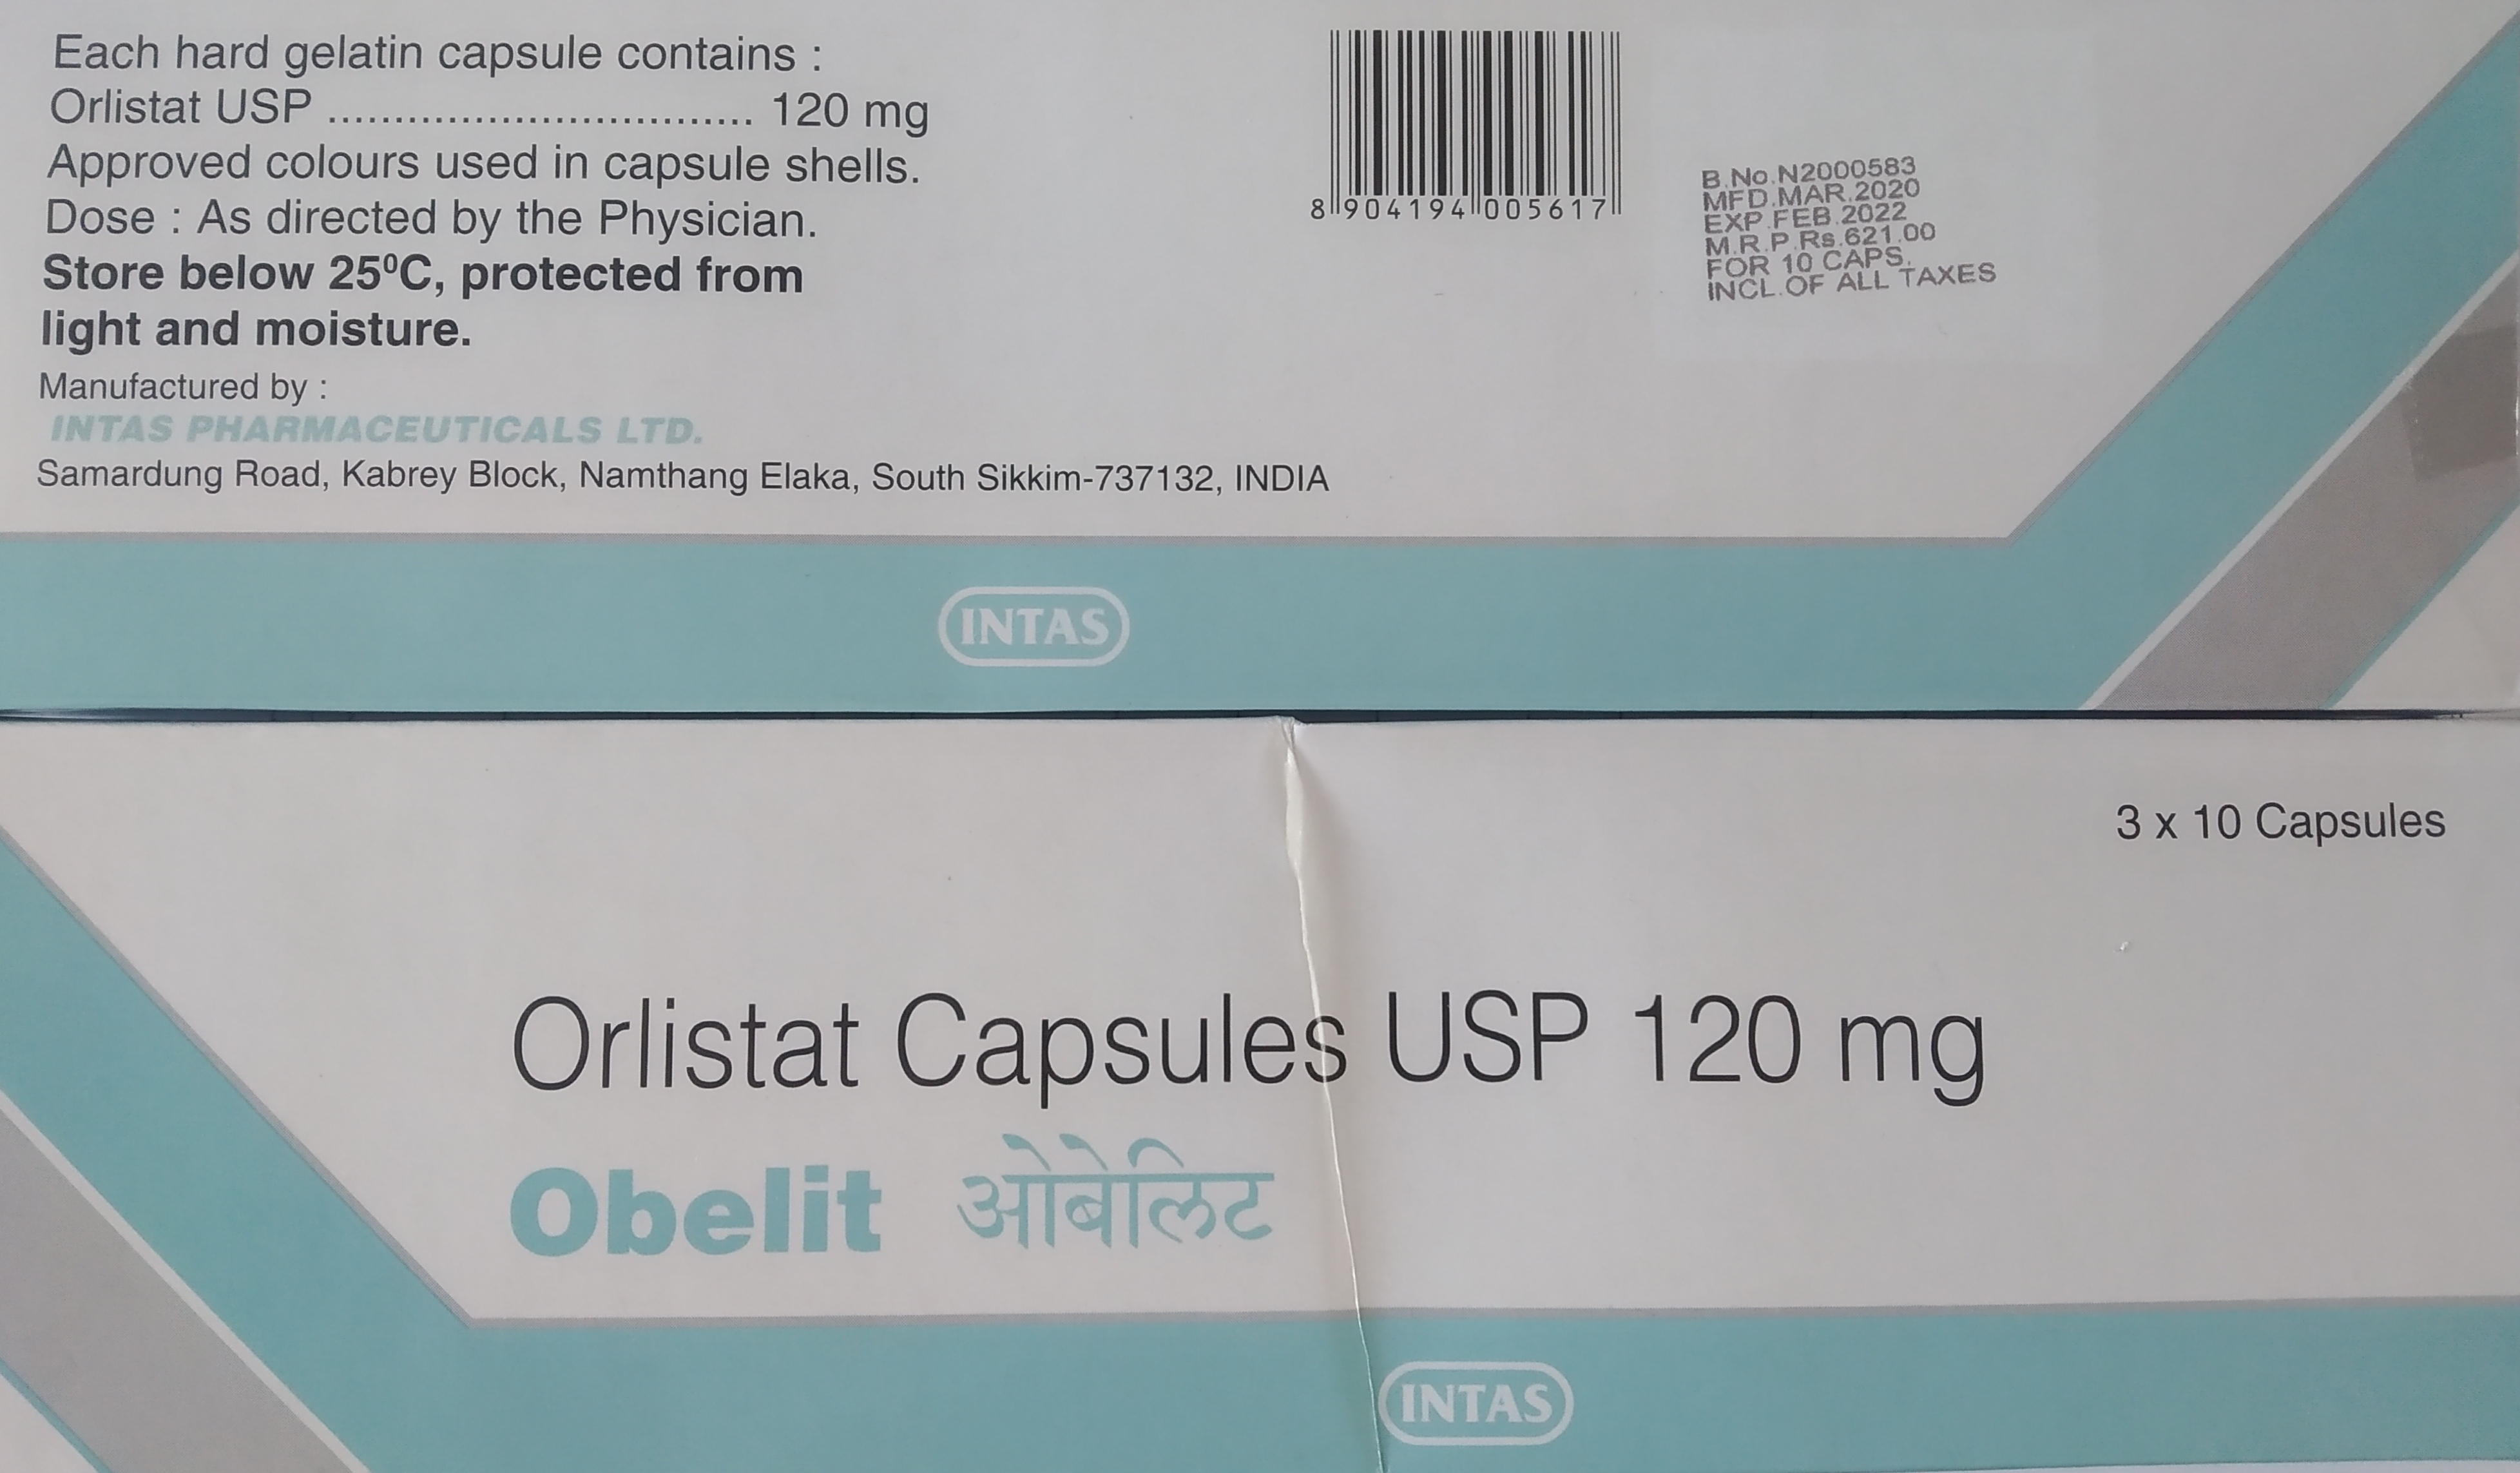 Each hard gelatin capsule contains :
Orlistat USP ................................. 120 mg
Approved colours used in capsule shells.
Dose : As directed by the Physician.
Store below 25⁰C, protected from
light and moisture.
Manufactured by :
INTAS PHARMACEUTICALS LTD.
Samardung Road, Kabrey Block, Namthang Elaka, South Sikkim-737132, INDIA
8 904194 005617
B.No.N2000583
MFD.MAR.2020
EXP.FEB.2022
M.R.P.Rs.621.00
FOR 10 CAPS.
INCL.OF ALL TAXES
INTAS
3 x 10 Capsules
Orlistat Capsules USP 120 mg
Obelit ओबेलिट
INTAS